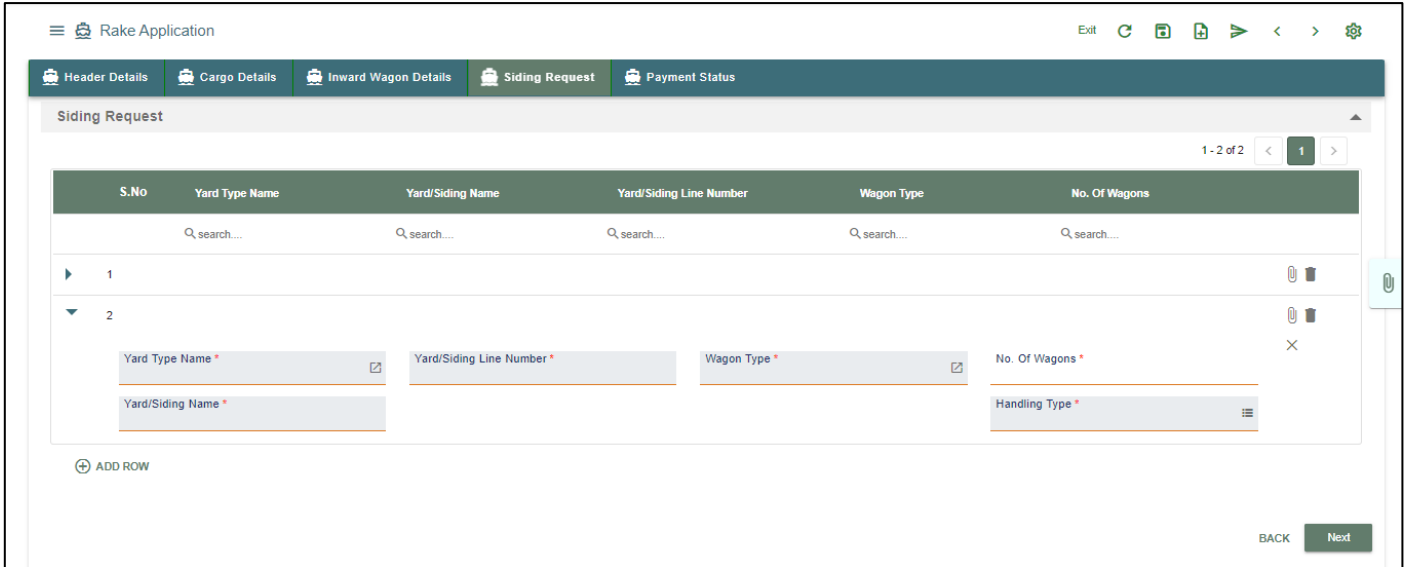 Rake Application
Exit
Header Details Cargo Details Inward Wagon Details Siding Request Payment Status
Siding Request
1 - 2 of 2 < 1 >
S.No Yard Type Name Yard/Siding Name Yard/Siding Line Number Wagon Type No. Of Wagons
search.... search.... search.... search.... search....
1
2
Yard Type Name * Yard/Siding Line Number * Wagon Type * No. Of Wagons *
Yard/Siding Name * Handling Type *
ADD ROW
BACK Next